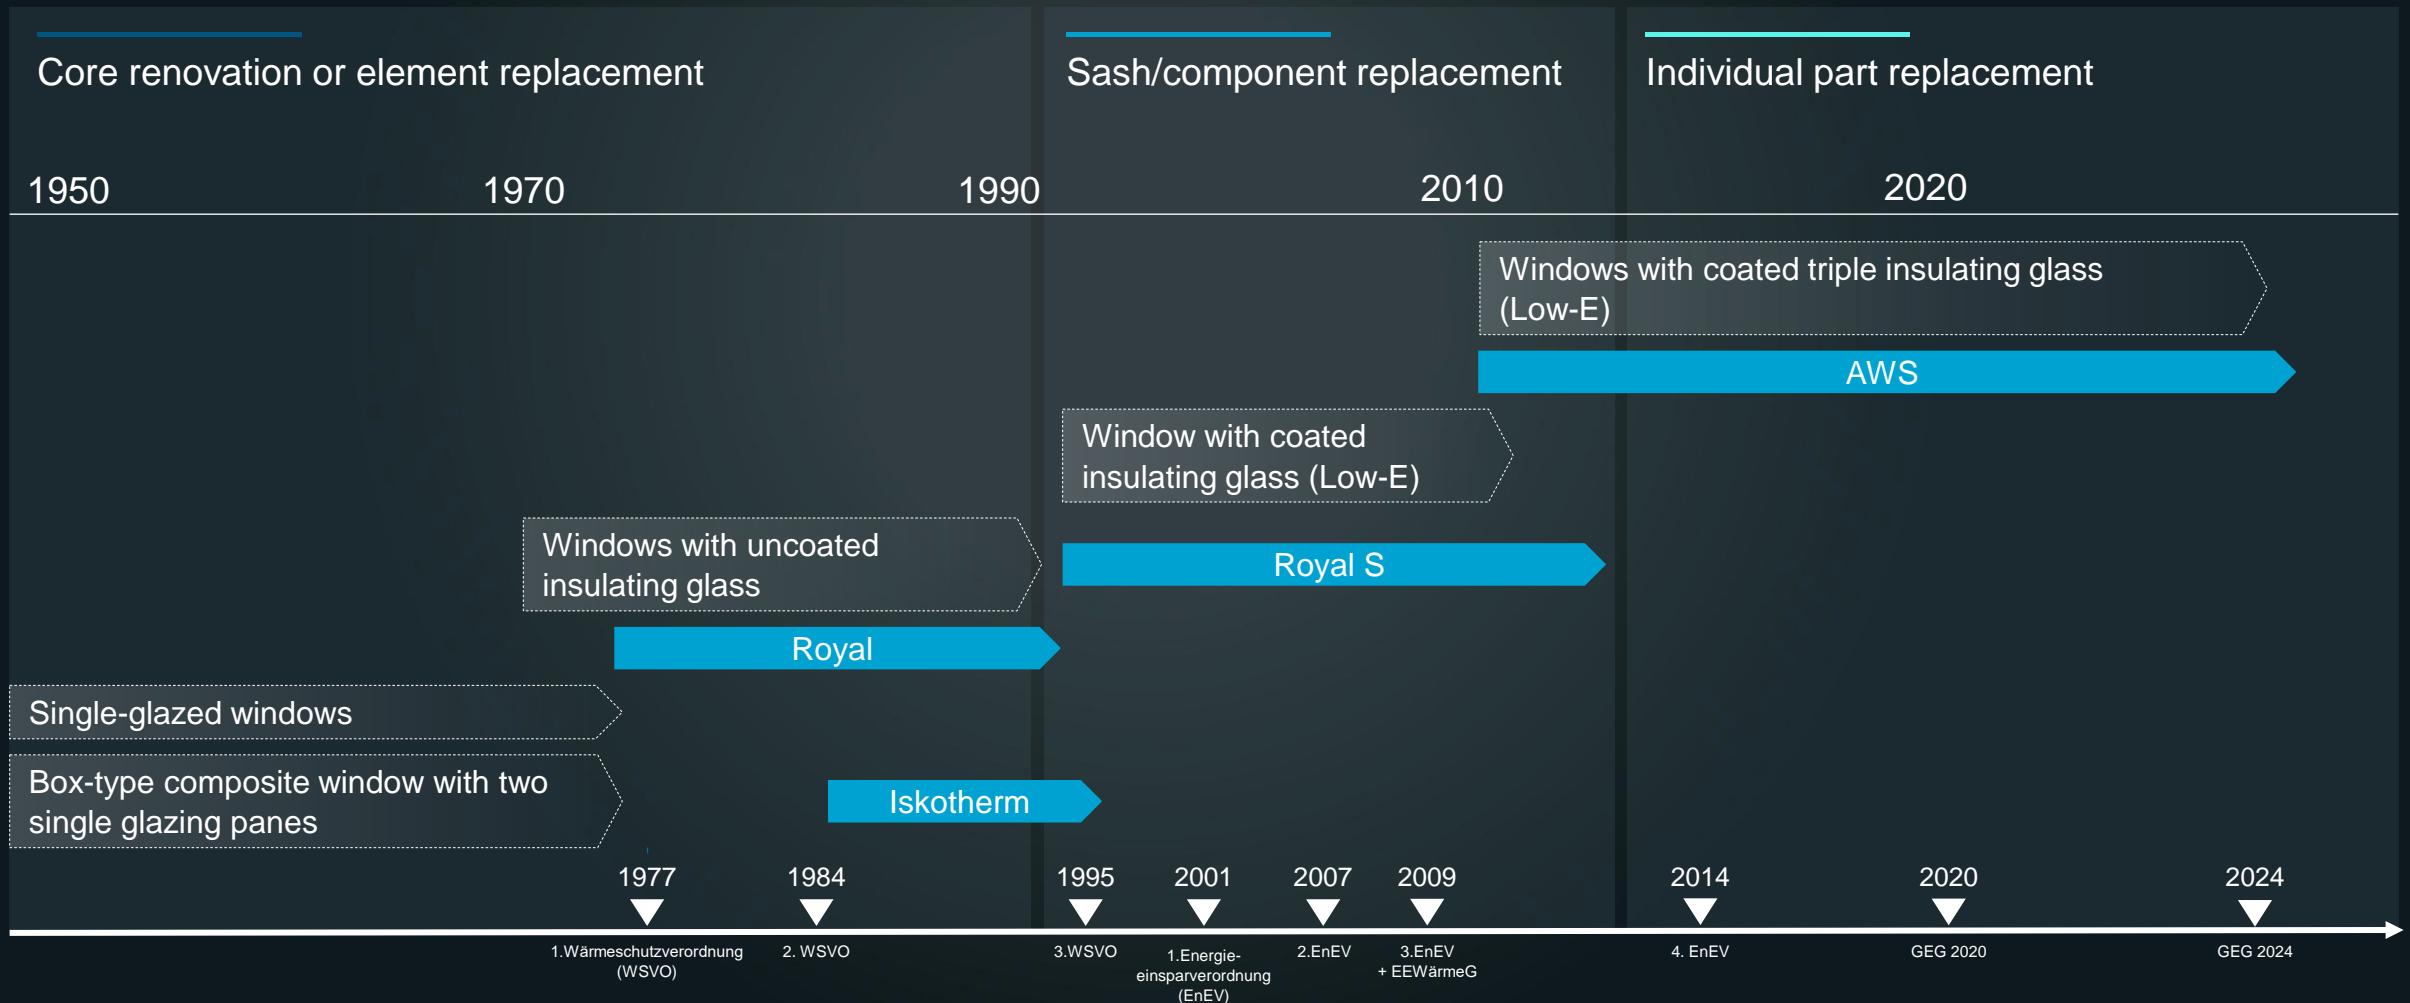 Core renovation or element replacement
Sash/component replacement
Individual part replacement
1950
1970
1990
2010
2020
Windows with coated triple insulating glass
(Low-E)
AWS
Window with coated
insulating glass (Low-E)
Windows with uncoated
insulating glass
Royal S
Royal
Single-glazed windows
Box-type composite window with two
single glazing panes
Iskotherm
1977
1984
1995
2001
2007
2009
2014
2020
2024
1.Wärmeschutzverordnung
(WSVO)
2. WSVO
3.WSVO
1.Energie-
einsparverordnung
(EnEV)
2.EnEV
3.EnEV
+ EEWärmeG
4. EnEV
GEG 2020
GEG 2024